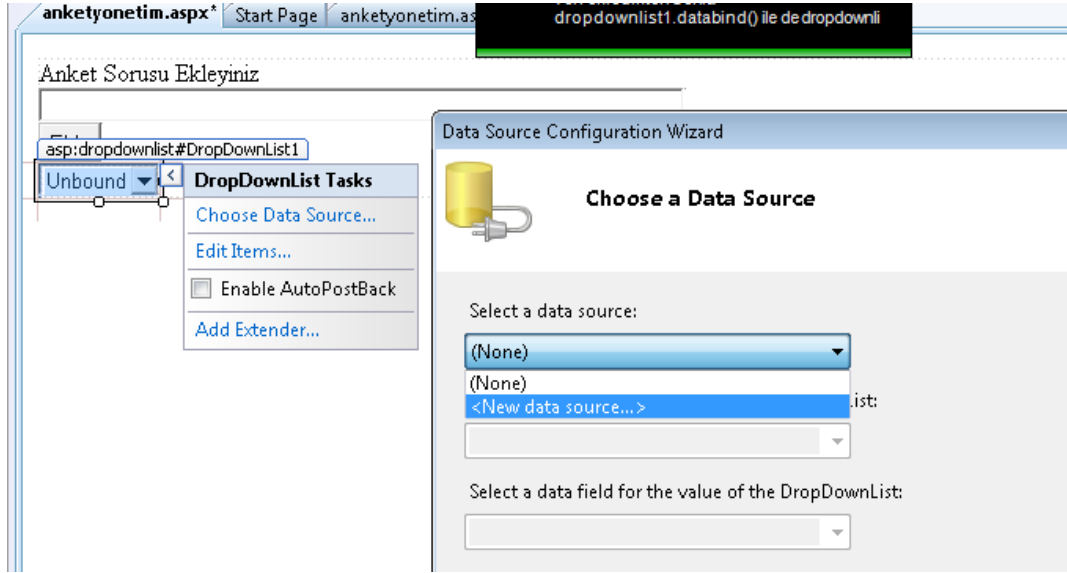 anketyonetim.aspx* Start Page anketyonetim.as
dropdownlist1.databind() ile de dropdownli
Anket Sorusu Ekleyiniz
asp:dropdownlist#DropDownList1
Unbound
DropDownList Tasks
Choose Data Source...
Edit Items...
Enable AutoPostBack
Add Extender...
Data Source Configuration Wizard
Choose a Data Source
Select a data source:
(None)
(None)
<New data source...>
ist:
Select a data field for the value of the DropDownList: